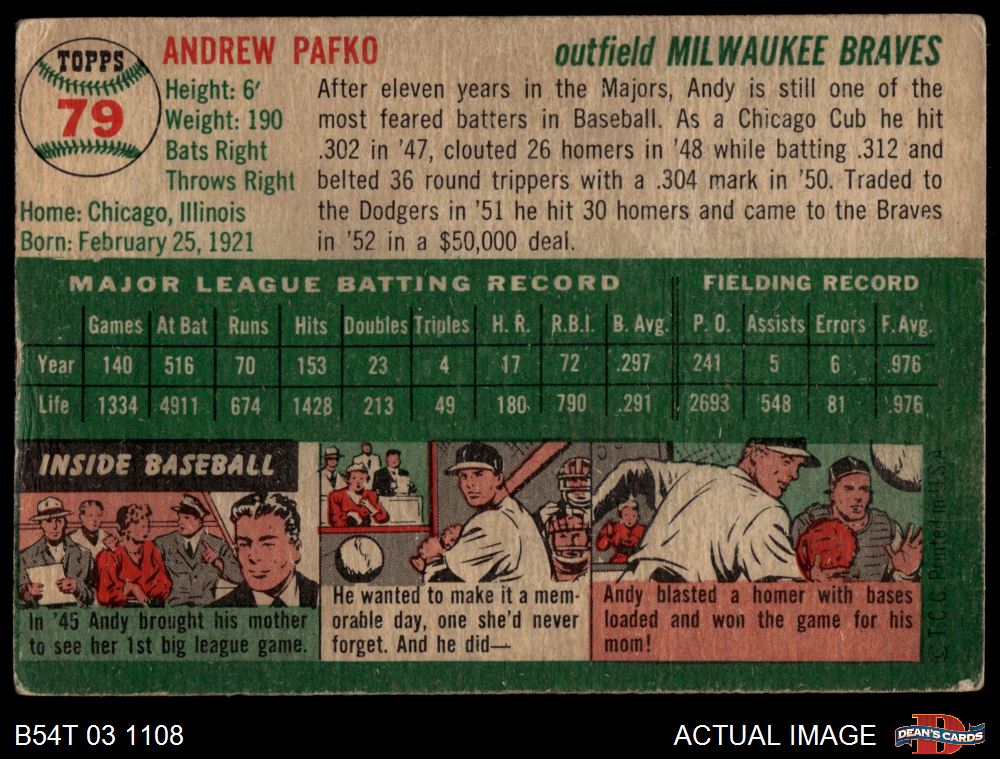 TOPPS
79
ANDREW PAFKO
outfield MILWAUKEE BRAVES
Height: 6'
Weight: 190
Bats Right
Throws Right
Home: Chicago, Illinois
Born: February 25, 1921
After eleven years in the Majors, Andy is still one of the
most feared batters in Baseball. As a Chicago Cub he hit
.302 in '47, clouted 26 homers in '48 while batting .312 and
belted 36 round trippers with a .304 mark in '50. Traded to
the Dodgers in '51 he hit 30 homers and came to the Braves
in '52 in a $50,000 deal.
MAJOR LEAGUE BATTING RECORD FIELDING RECORD
Games At Bat Runs Hits Doubles Triples H. R. R.B.I. B. Avg. P. O. Assists Errors F. Avg.
Year 140 516 70 153 23 4 17 72 .297 241 5 6 .976
Life 1334 4911 674 1428 213 49 180 790 .291 2693 548 81 .976
INSIDE BASEBALL
In '45 Andy brought his mother
to see her 1st big league game.
He wanted to make it a mem-
orable day, one she'd never
forget. And he did—
Andy blasted a homer with bases
loaded and won the game for his
mom!
© T.C.G. Printed in U.S.A.
B54T 03 1108
ACTUAL IMAGE
D
DEAN'S CARDS